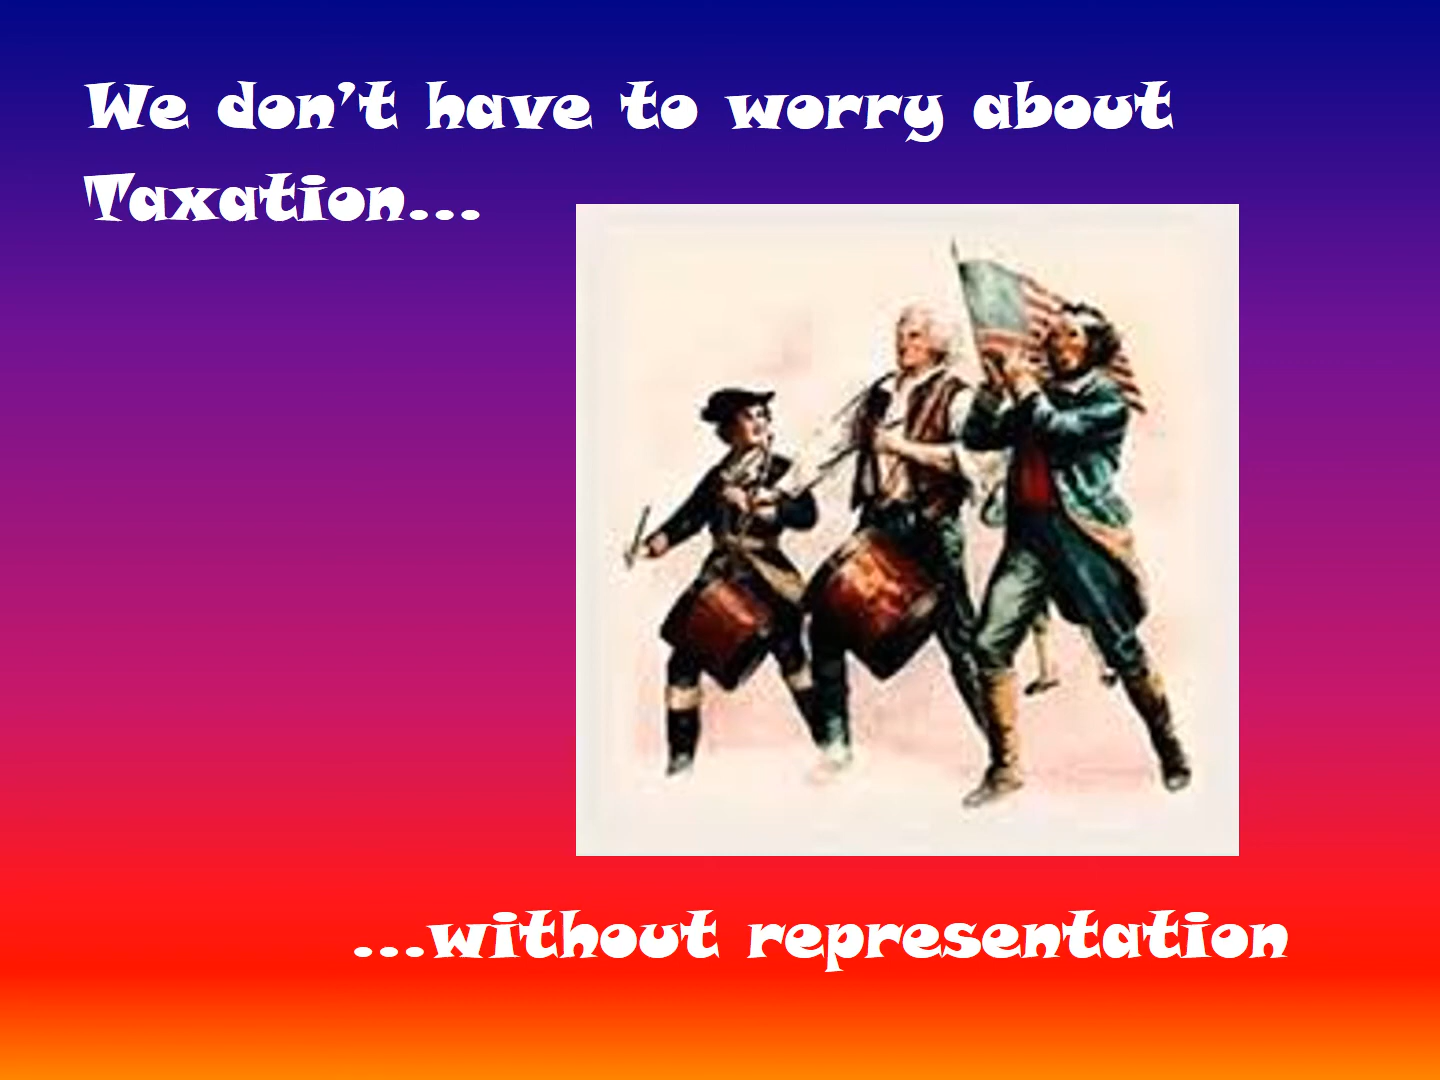 We don’t have to worry about
Taxation...
...without representation